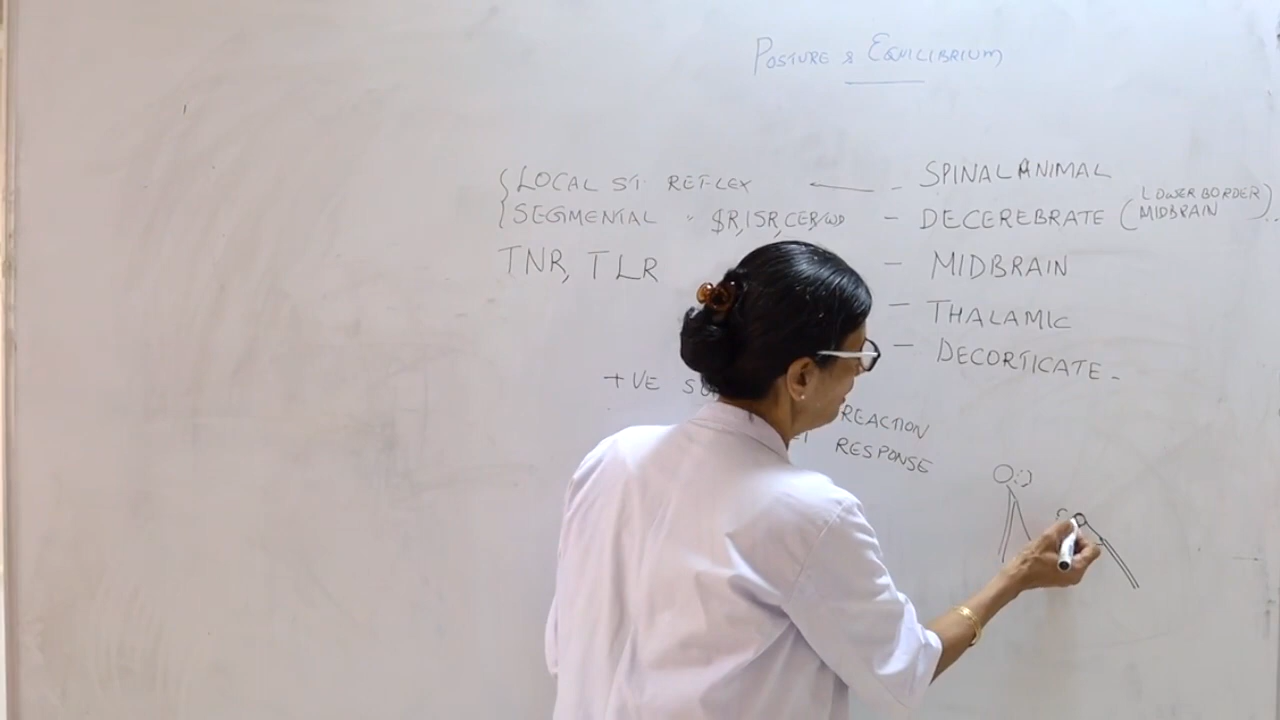 POSTURE & EQUILIBRIUM
LOCAL ST. REFLEX ← - SPINAL ANIMAL
SEGMENTAL " $R, ISR, CER/WD - DECEREBRATE (LOWER BORDER
MIDBRAIN)
TNR, TLR - MIDBRAIN
- THALAMIC
- DECORTICATE -
+VE
REACTION
RESPONSE